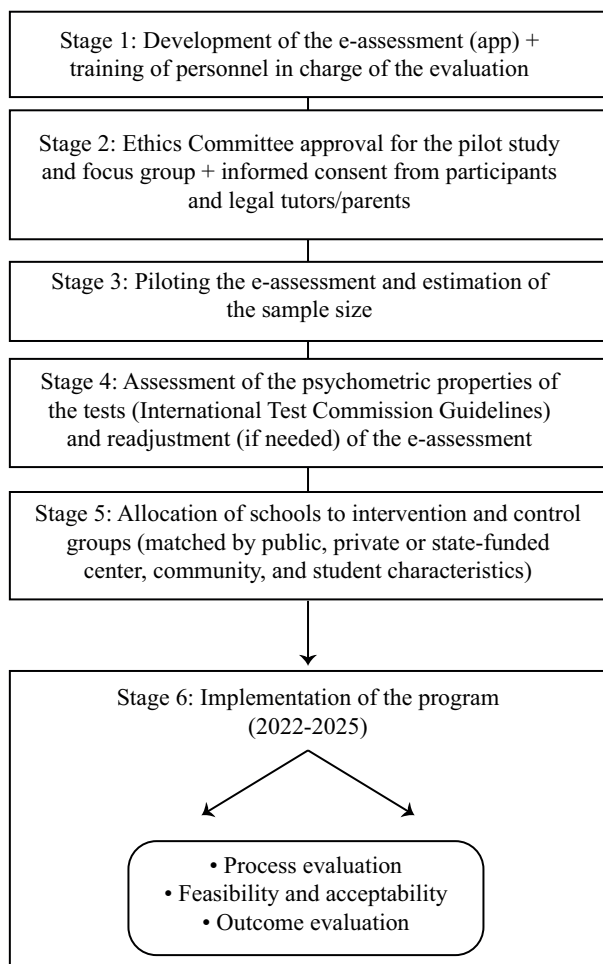 Stage 1: Development of the e-assessment (app) +
training of personnel in charge of the evaluation
Stage 2: Ethics Committee approval for the pilot study
and focus group + informed consent from participants
and legal tutors/parents
Stage 3: Piloting the e-assessment and estimation of
the sample size
Stage 4: Assessment of the psychometric properties of
the tests (International Test Commission Guidelines)
and readjustment (if needed) of the e-assessment
Stage 5: Allocation of schools to intervention and control
groups (matched by public, private or state-funded
center, community, and student characteristics)
Stage 6: Implementation of the program
(2022-2025)
• Process evaluation
• Feasibility and acceptability
• Outcome evaluation